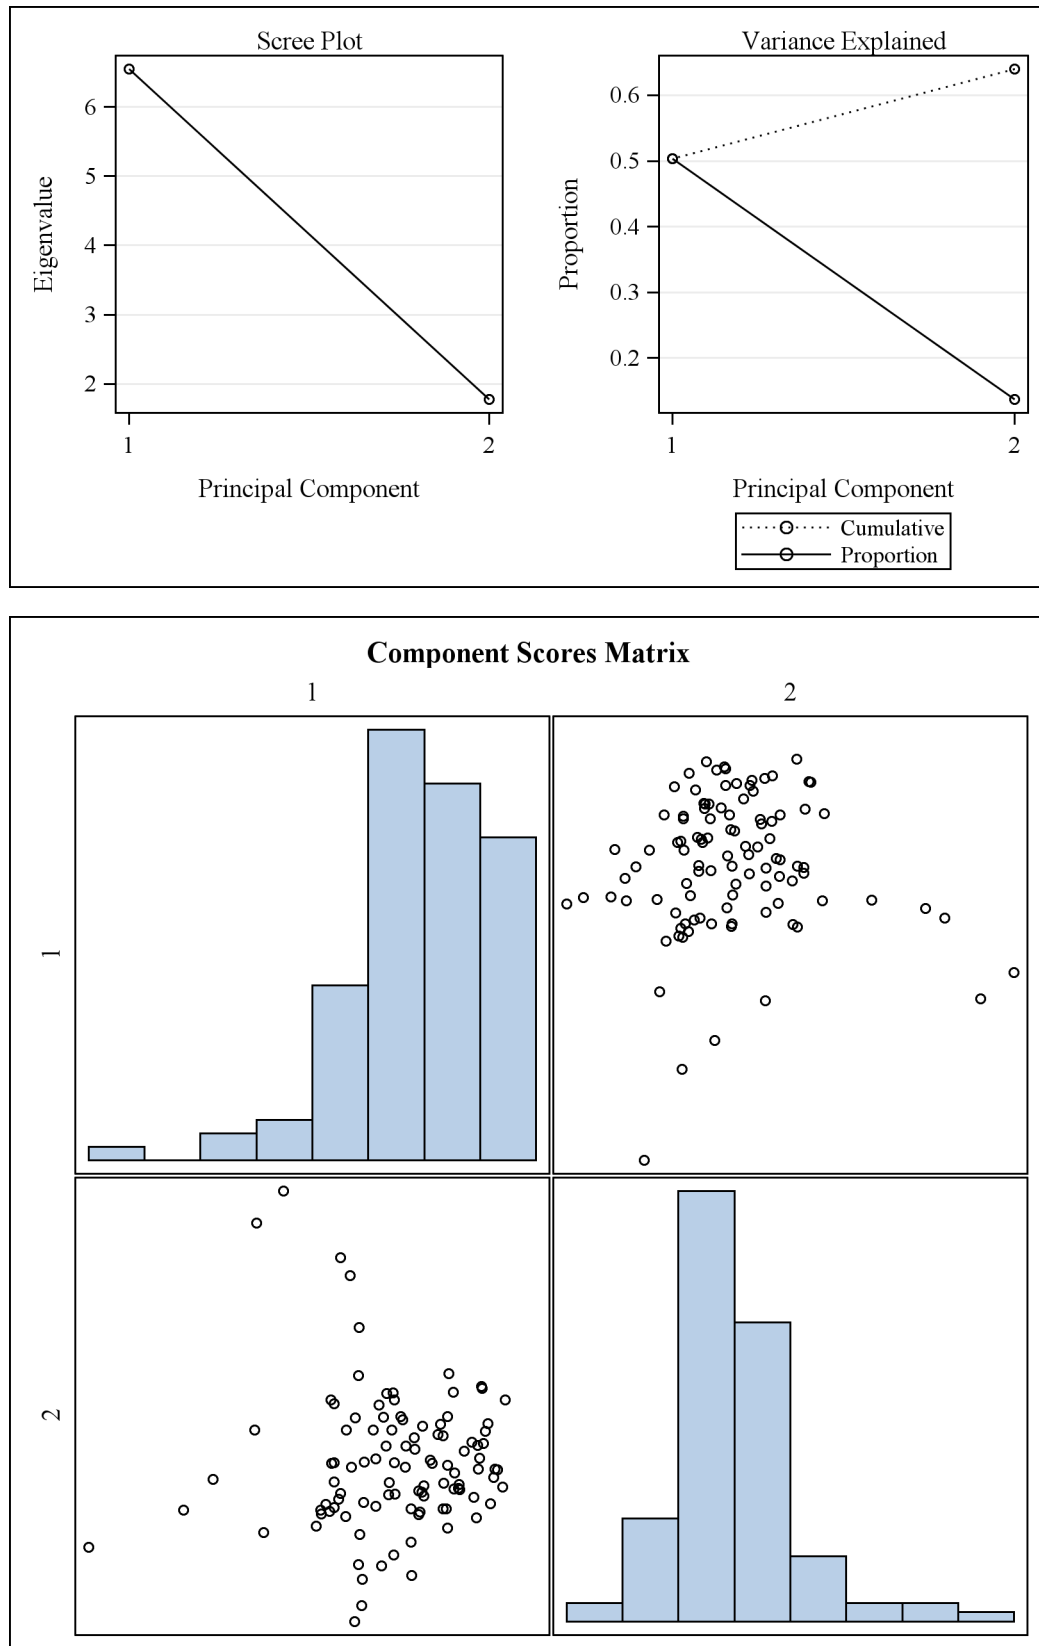 Scree Plot
6
5
4
3
2
Eigenvalue
1 2
Principal Component
Variance Explained
0.6
0.5
0.4
0.3
0.2
Proportion
1 2
Principal Component
Cumulative
Proportion
Component Scores Matrix
1 2
1
2